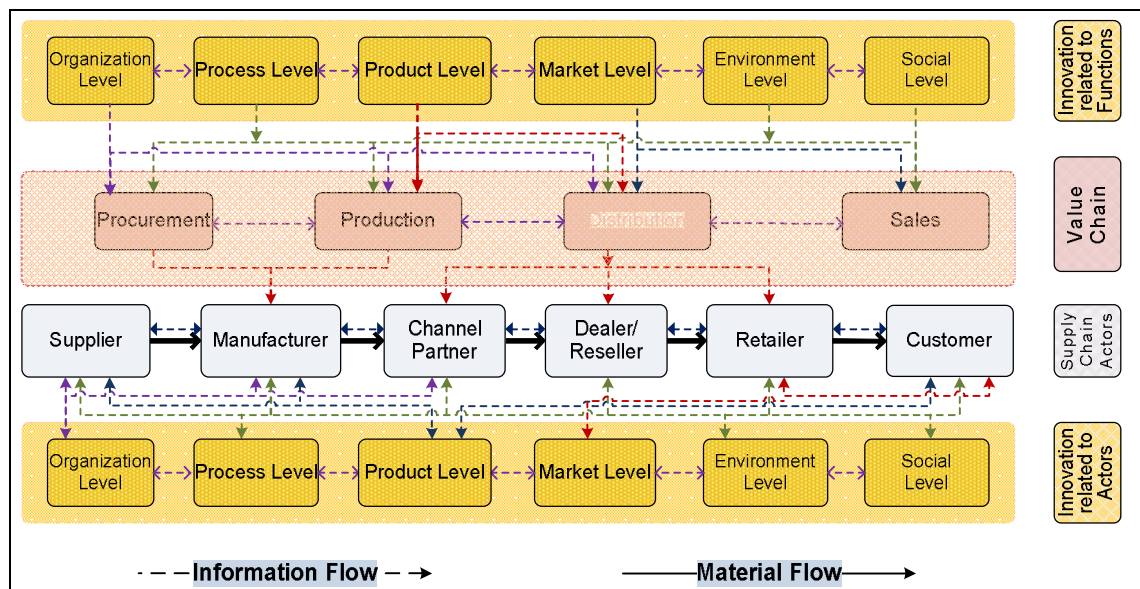 Organization
Level
Process Level
Product Level
Market Level
Environment
Level
Social
Level
Innovation
related to
Functions
Procurement
Production
Distribution
Sales
Value
Chain
Supplier
Manufacturer
Channel
Partner
Dealer/
Reseller
Retailer
Customer
Supply
Chain
Actors
Organization
Level
Process Level
Product Level
Market Level
Environment
Level
Social
Level
Innovation
related to
Actors
Information Flow
Material Flow